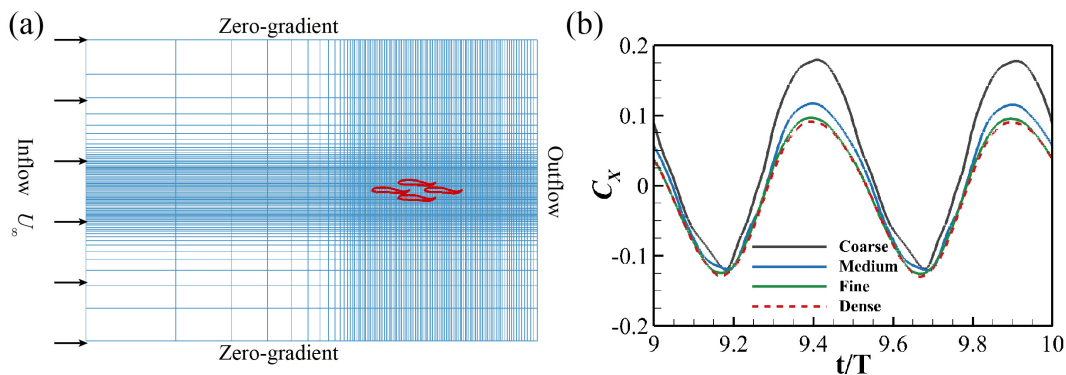 (a)
Zero-gradient
Inflow U∞
Outflow
Zero-gradient
(b)
0.2
0.1
0
-0.1
-0.2
C_X
Coarse
Medium
Fine
Dense
9 9.2 9.4 9.6 9.8 10
t/T